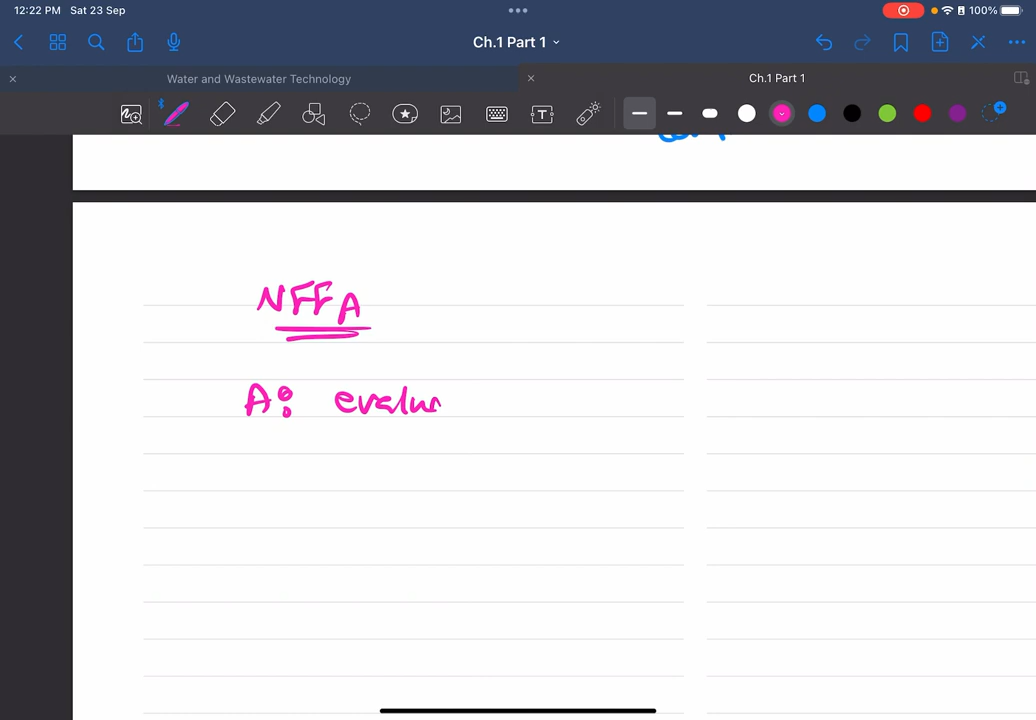 12:22 PM Sat 23 Sep 100%
Ch.1 Part 1
Water and Wastewater Technology
Ch.1 Part 1
NFFA
A: evalua